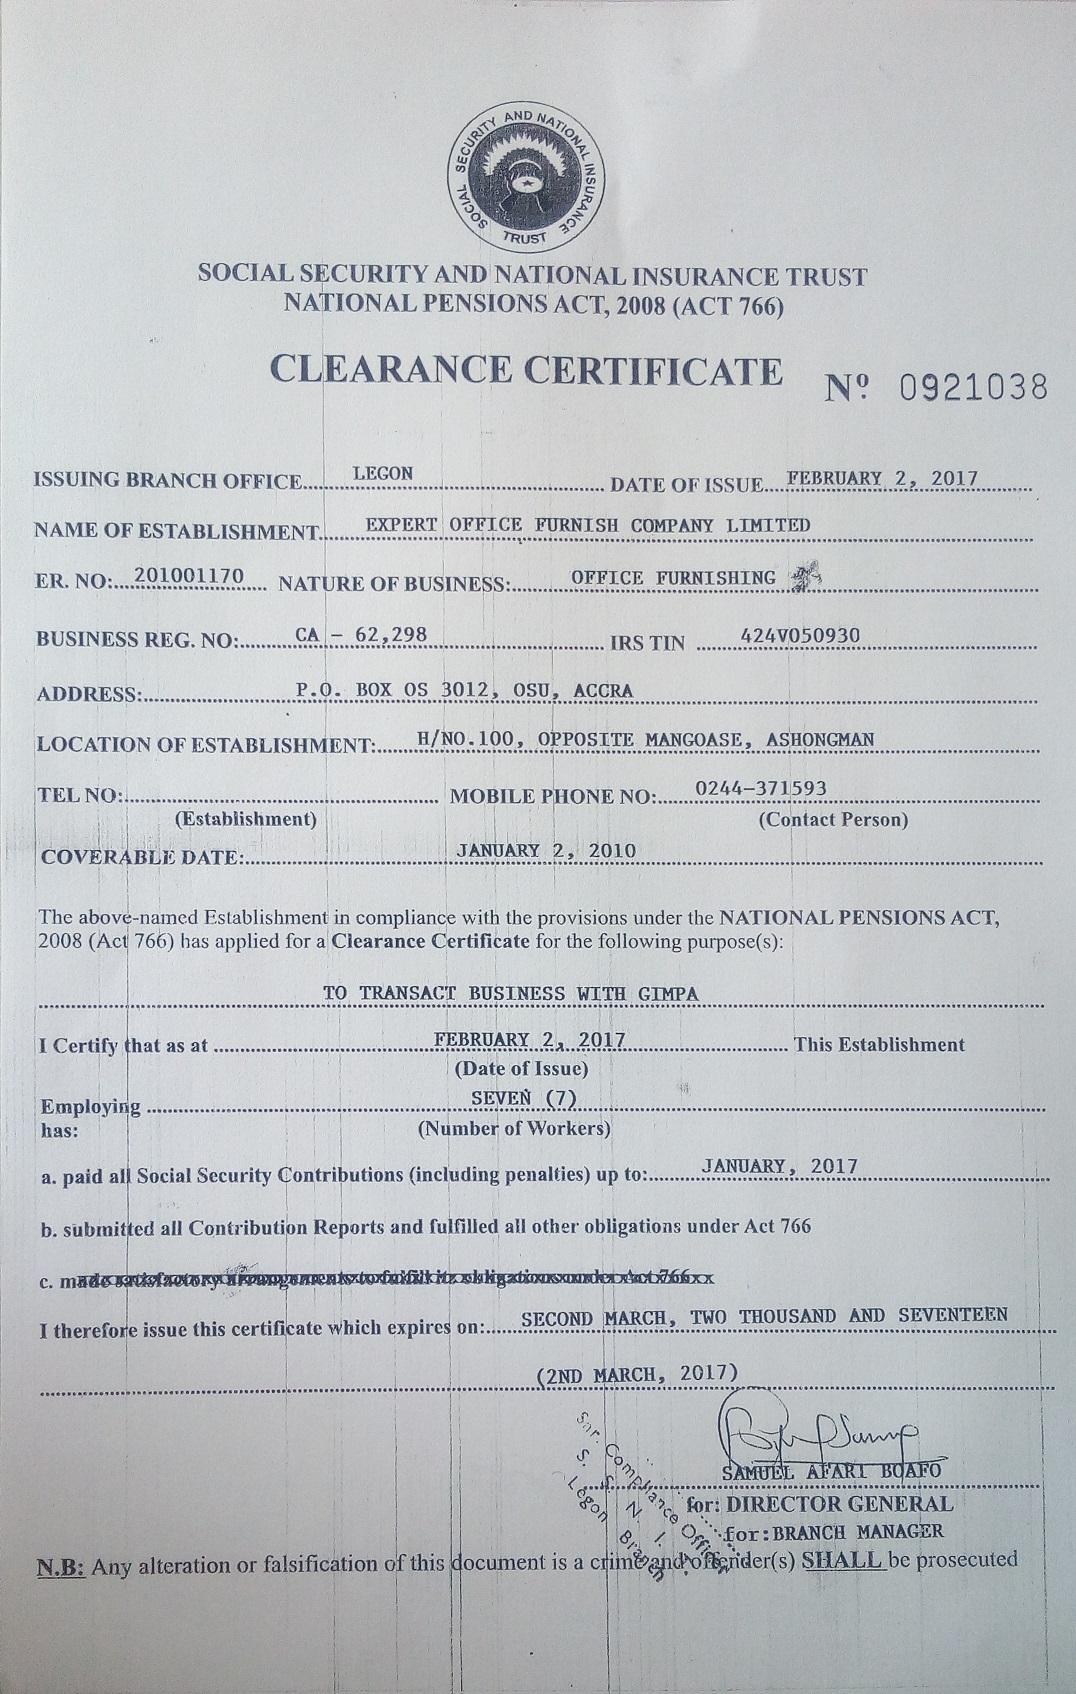 SOCIAL SECURITY AND NATIONAL INSURANCE TRUST
SOCIAL SECURITY AND NATIONAL INSURANCE TRUST
NATIONAL PENSIONS ACT, 2008 (ACT 766)
CLEARANCE CERTIFICATE Nº 0921038
ISSUING BRANCH OFFICE LEGON DATE OF ISSUE FEBRUARY 2, 2017
NAME OF ESTABLISHMENT EXPERT OFFICE FURNISH COMPANY LIMITED
ER. NO: 201001170 NATURE OF BUSINESS: OFFICE FURNISHING
BUSINESS REG. NO: CA - 62,298 IRS TIN 424V050930
ADDRESS: P.O. BOX OS 3012, OSU, ACCRA
LOCATION OF ESTABLISHMENT: H/NO.100, OPPOSITE MANGOASE, ASHONGMAN
TEL NO: MOBILE PHONE NO: 0244-371593
(Establishment) (Contact Person)
COVERABLE DATE: JANUARY 2, 2010
The above-named Establishment in compliance with the provisions under the NATIONAL PENSIONS ACT,
2008 (Act 766) has applied for a Clearance Certificate for the following purpose(s):
TO TRANSACT BUSINESS WITH GIMPA
I Certify that as at FEBRUARY 2, 2017 This Establishment
(Date of Issue)
Employing SEVEN (7)
has: (Number of Workers)
a. paid all Social Security Contributions (including penalties) up to: JANUARY, 2017
b. submitted all Contribution Reports and fulfilled all other obligations under Act 766
c. made satisfactory arrangements to fulfill its obligations under Act 766xx
I therefore issue this certificate which expires on: SECOND MARCH, TWO THOUSAND AND SEVENTEEN
(2ND MARCH, 2017)
SAMUEL AFARI BOAFO
for: DIRECTOR GENERAL
for: BRANCH MANAGER
Snr. Compliance Officer
S. S. N. I. T.
Legon Branch
N.B: Any alteration or falsification of this document is a crime and offender(s) SHALL be prosecuted